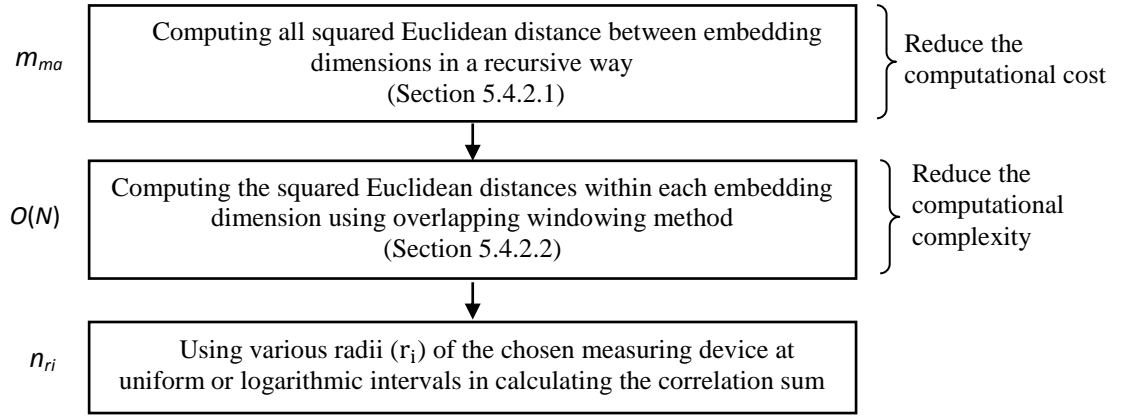 m_ma
Computing all squared Euclidean distance between embedding
dimensions in a recursive way
(Section 5.4.2.1)
Reduce the
computational cost
O(N)
Computing the squared Euclidean distances within each embedding
dimension using overlapping windowing method
(Section 5.4.2.2)
Reduce the
computational
complexity
n_ri
Using various radii (r_i) of the chosen measuring device at
uniform or logarithmic intervals in calculating the correlation sum